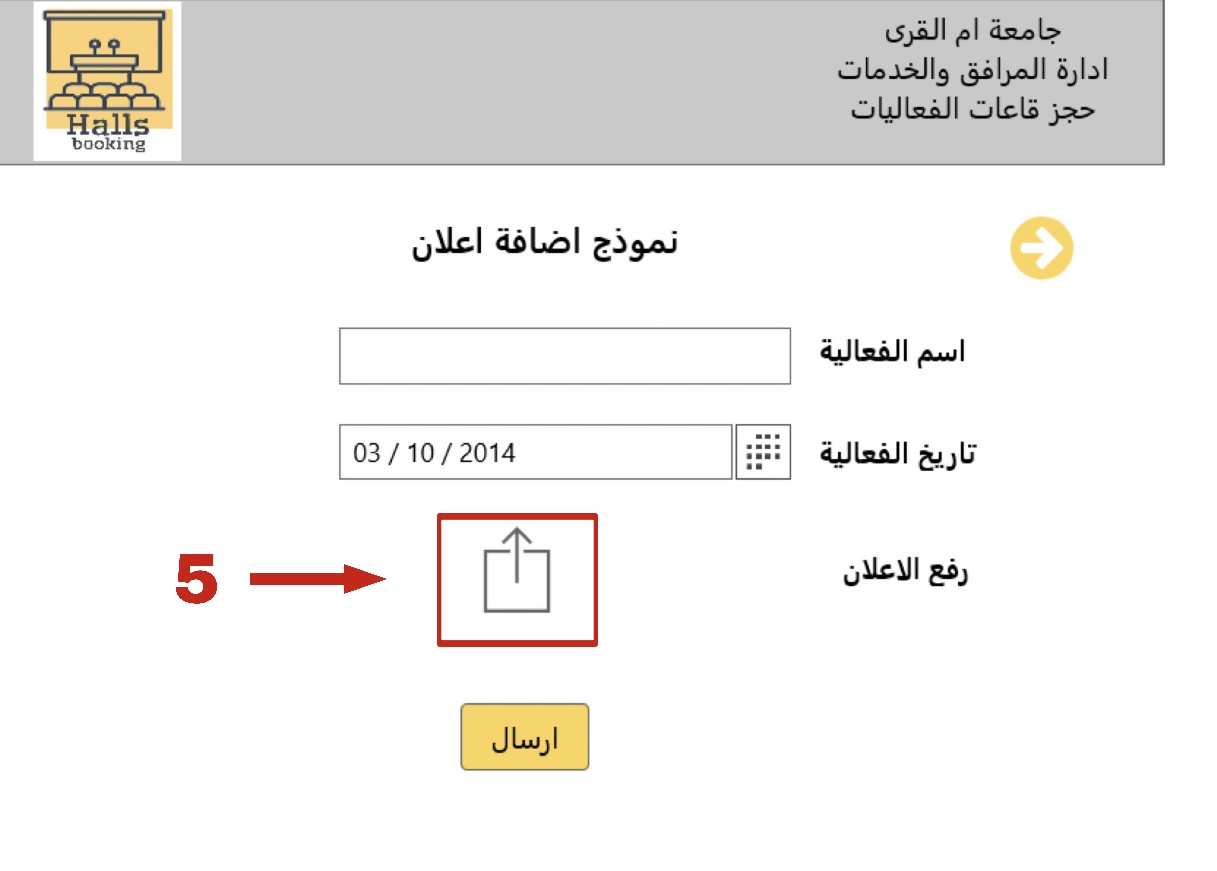 جامعة ام القرى
ادارة المرافق والخدمات
حجز قاعات الفعاليات
Halls
booking
نموذج اضافة اعلان
اسم الفعالية
تاريخ الفعالية
03 / 10 / 2014
رفع الاعلان
5
ارسال